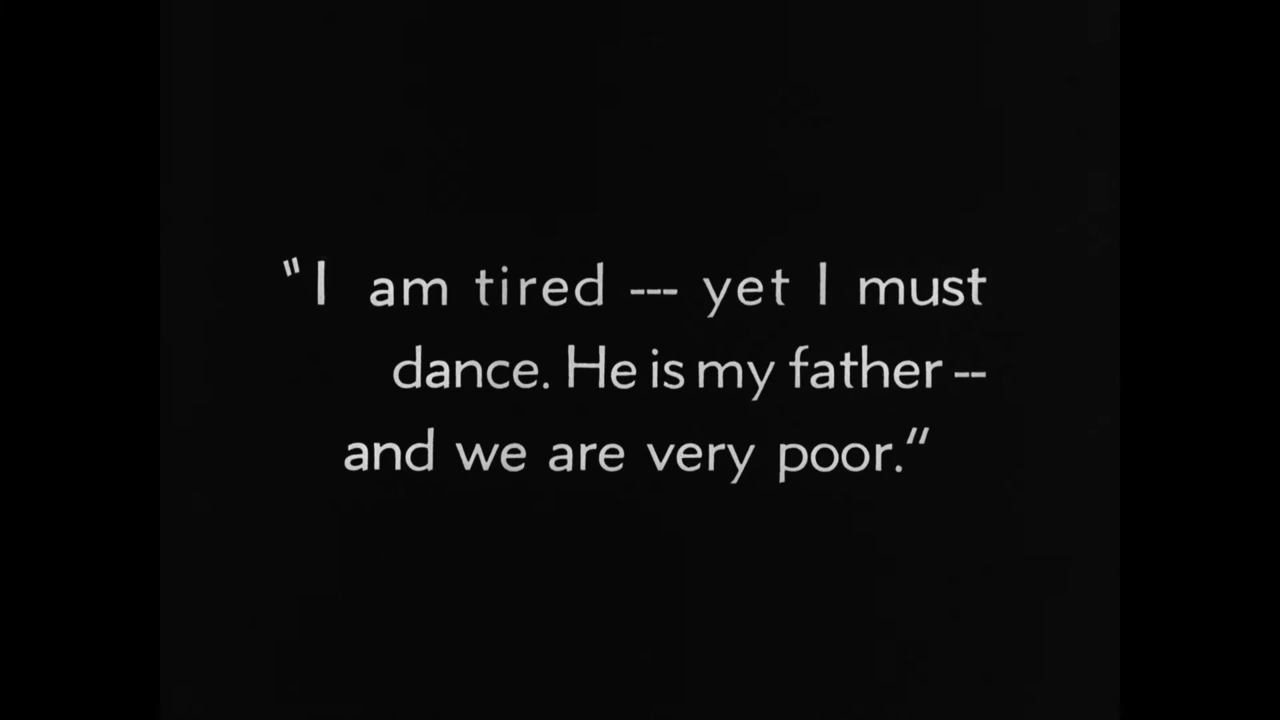 "I am tired --- yet I must
dance. He is my father --
and we are very poor."